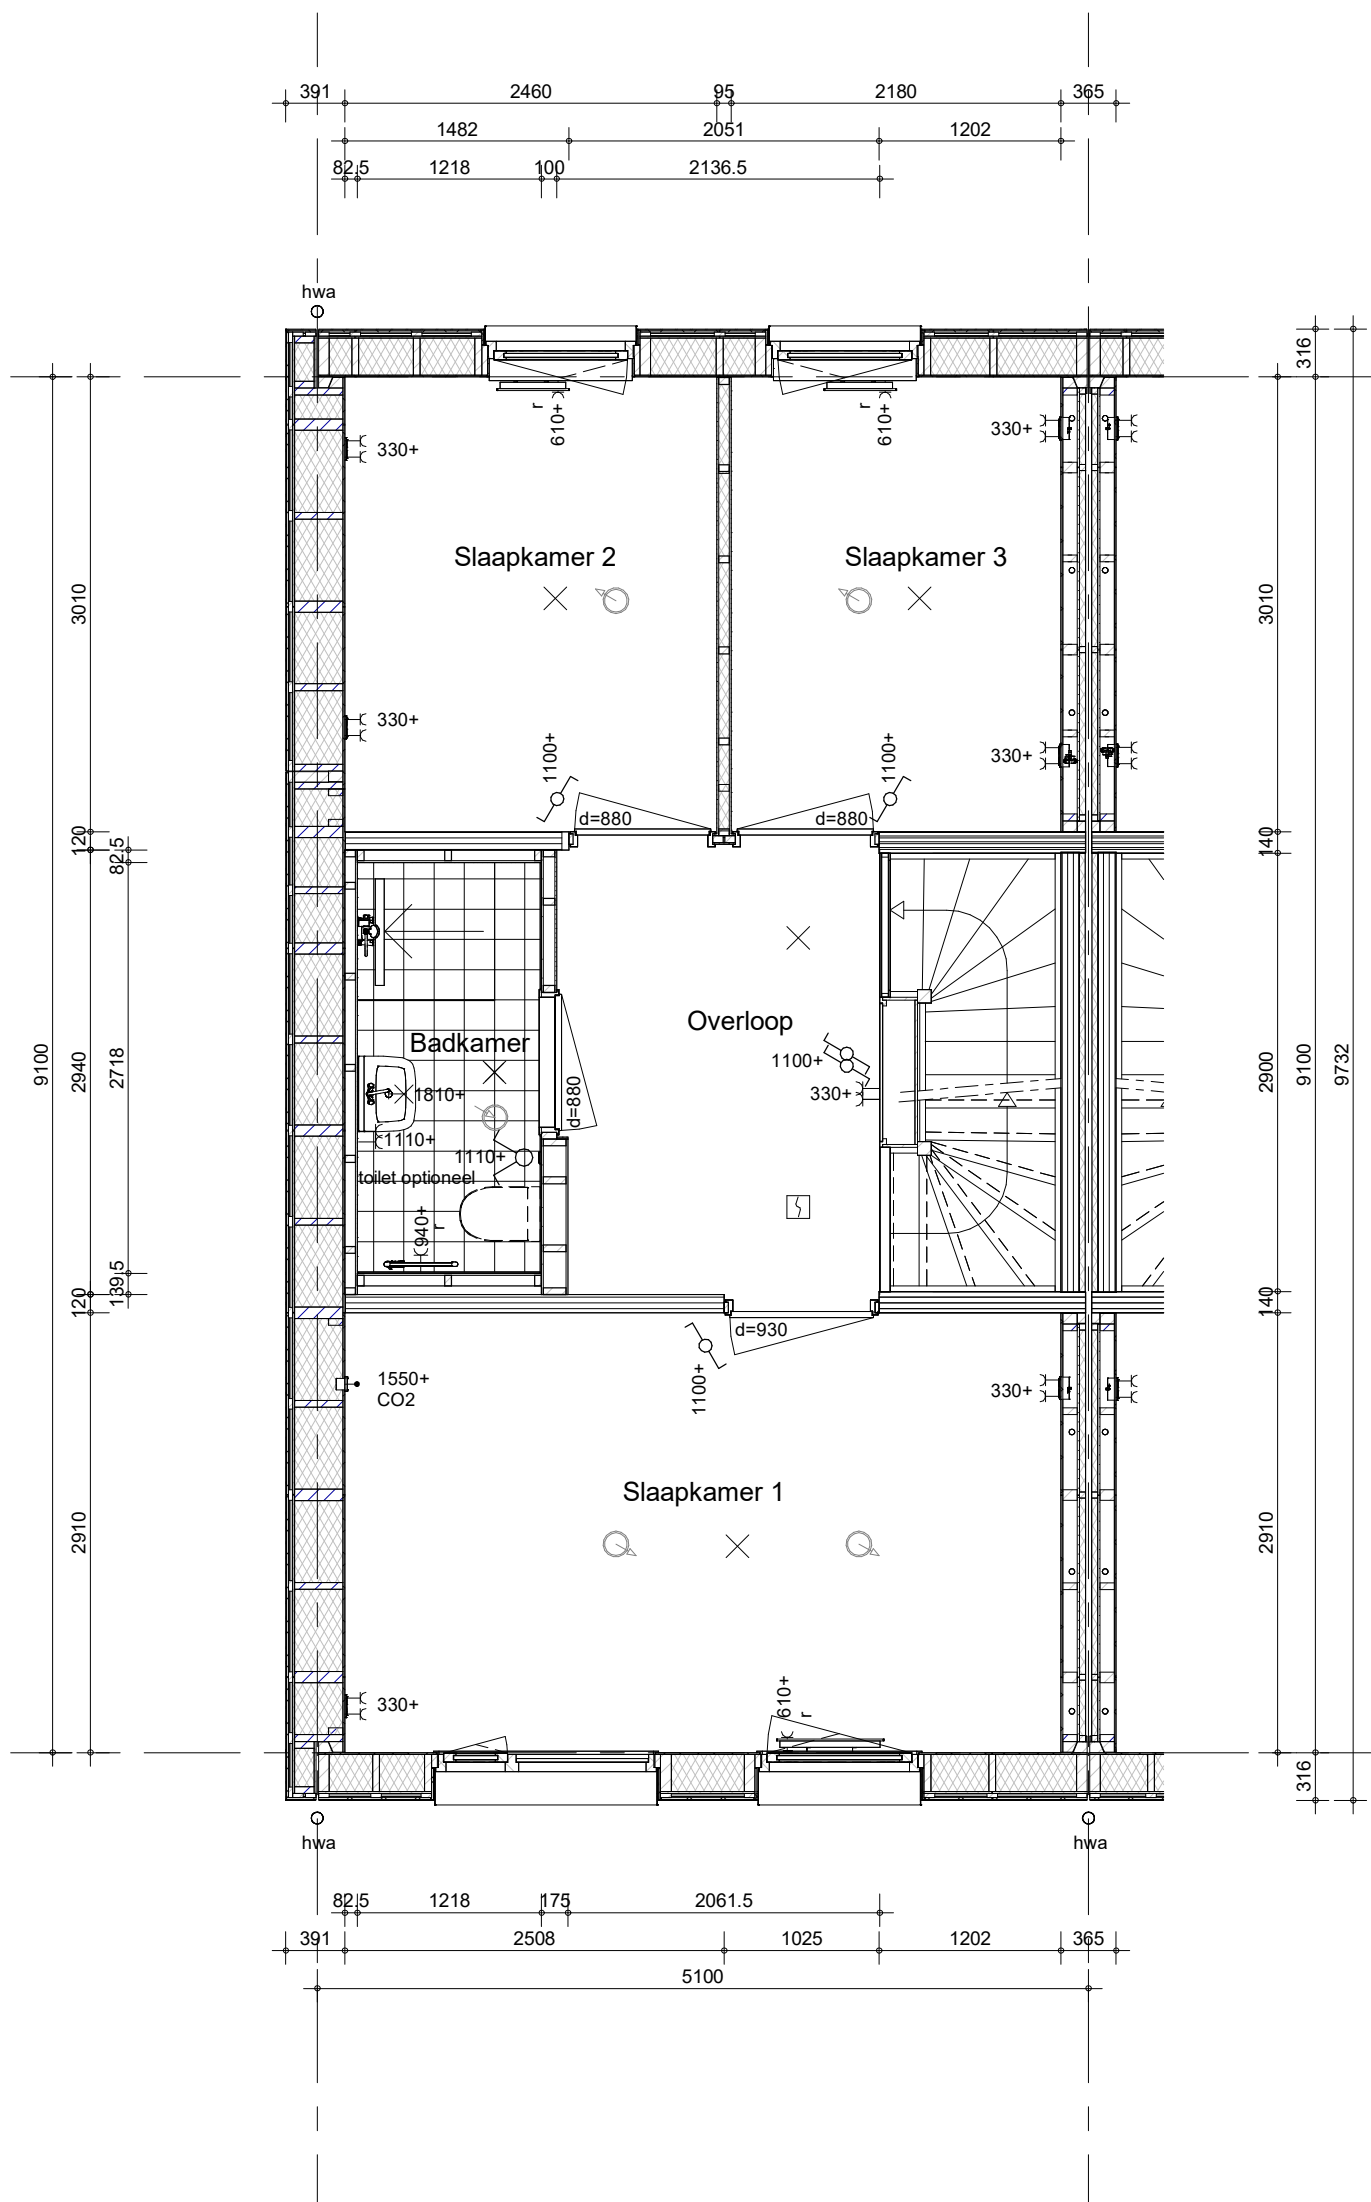 391 2460 95 2180 365
1482 2051 1202
82.5 1218 100 2136.5
hwa
316
r 610+ r 610+
330+ 330+
Slaapkamer 2 Slaapkamer 3
3010 3010
330+ 330+
1100+ 1100+
d=880 d=880
120 140
82.5
Overloop
Badkamer
1100+
9100 2940 2718 2900 9100 9732
1810+ 330+
d=880
1110+
1110+
toilet optioneel
940+ r
139.5
120 140
d=930
1550+
CO2
1100+ 330+
Slaapkamer 1
2910 2910
330+ 610+ r
316
hwa hwa
82.5 1218 175 2061.5
391 2508 1025 1202 365
5100